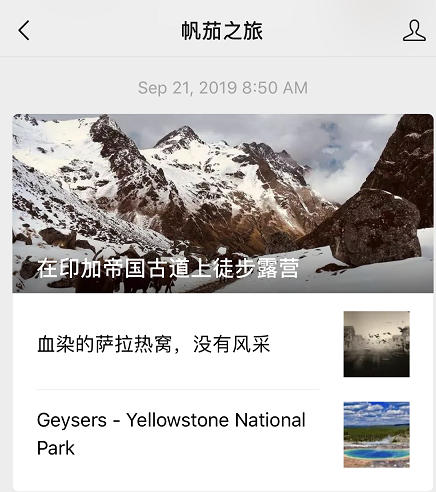 帆茄之旅
Sep 21, 2019 8:50 AM
在印加帝国古道上徒步露营
血染的萨拉热窝，没有风采
Geysers - Yellowstone National
Park